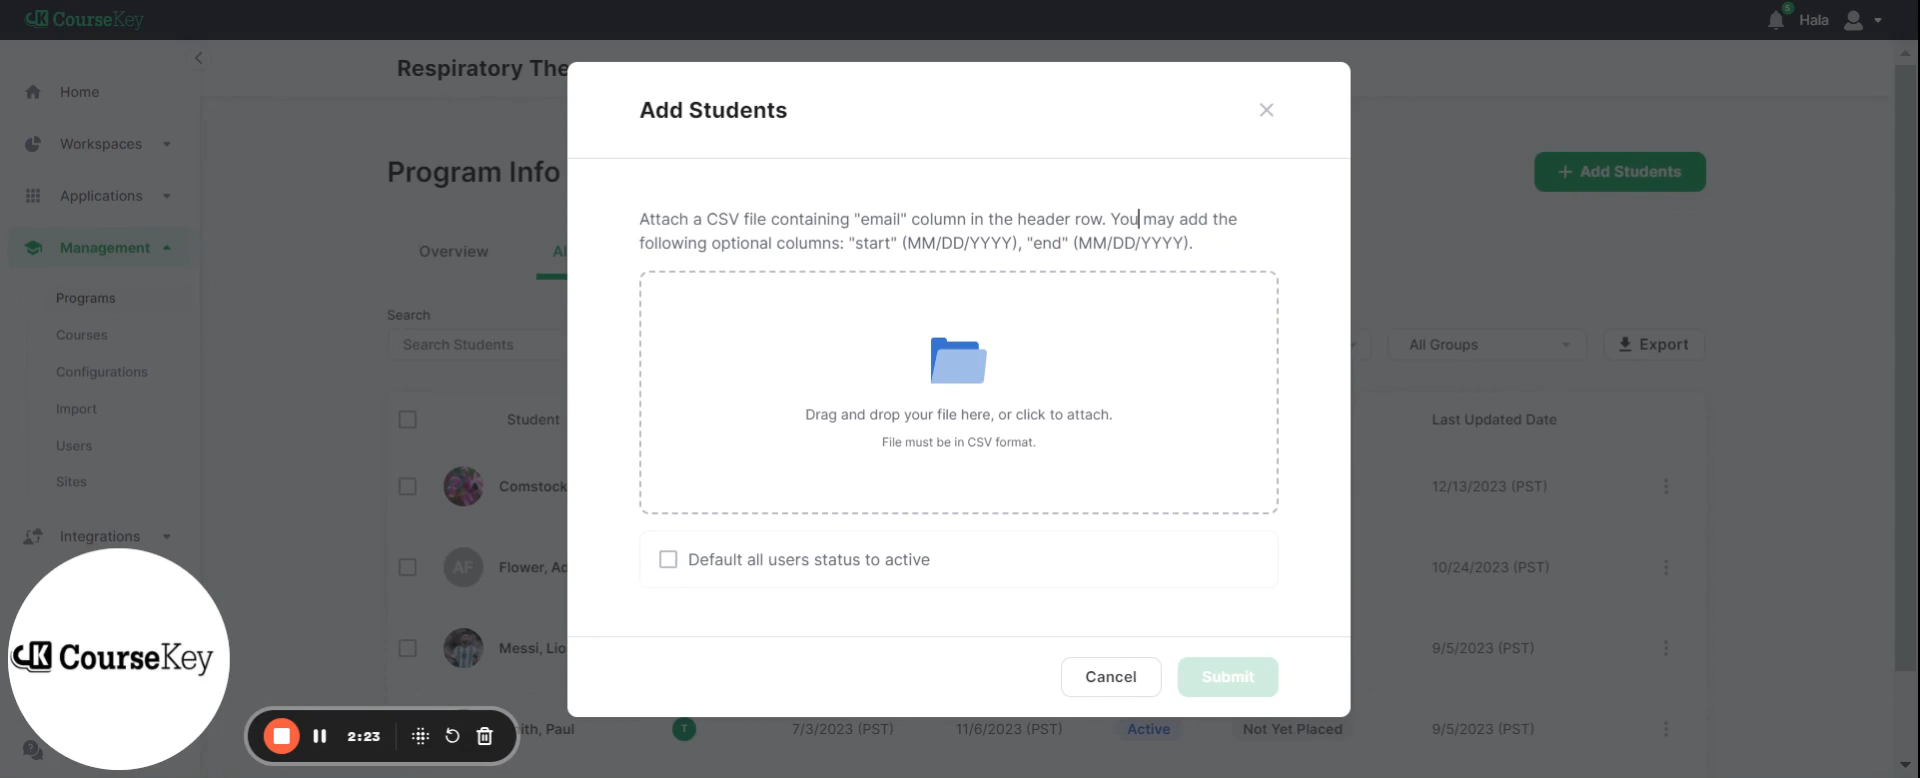 CourseKey
5
Hala
Home
Workspaces
Applications
Management
Programs
Courses
Configurations
Import
Users
Sites
Integrations
Respiratory The
Program Info
+ Add Students
Overview
Al
Search
Search Students
All Groups
Export
Student
Last Updated Date
Comstock
12/13/2023 (PST)
AF
Flower, Ad
10/24/2023 (PST)
Messi, Lio
9/5/2023 (PST)
ith, Paul
T
7/3/2023 (PST)
11/6/2023 (PST)
Active
Not Yet Placed
9/5/2023 (PST)
Add Students
Attach a CSV file containing "email" column in the header row. You may add the
following optional columns: "start" (MM/DD/YYYY), "end" (MM/DD/YYYY).
Drag and drop your file here, or click to attach.
File must be in CSV format.
Default all users status to active
Cancel
Submit
CK CourseKey
2:23